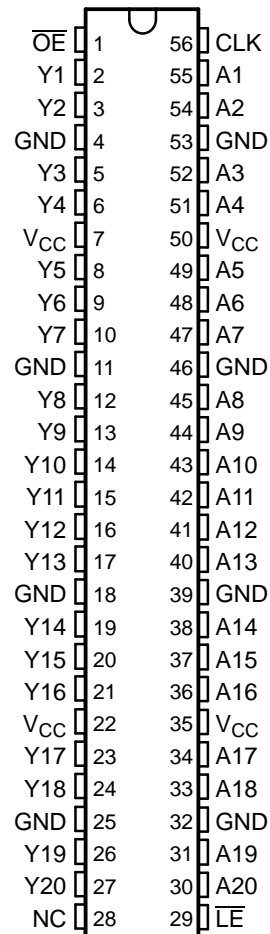 OE 1 56 CLK
Y1 2 55 A1
Y2 3 54 A2
GND 4 53 GND
Y3 5 52 A3
Y4 6 51 A4
VCC 7 50 VCC
Y5 8 49 A5
Y6 9 48 A6
Y7 10 47 A7
GND 11 46 GND
Y8 12 45 A8
Y9 13 44 A9
Y10 14 43 A10
Y11 15 42 A11
Y12 16 41 A12
Y13 17 40 A13
GND 18 39 GND
Y14 19 38 A14
Y15 20 37 A15
Y16 21 36 A16
VCC 22 35 VCC
Y17 23 34 A17
Y18 24 33 A18
GND 25 32 GND
Y19 26 31 A19
Y20 27 30 A20
NC 28 29 LE